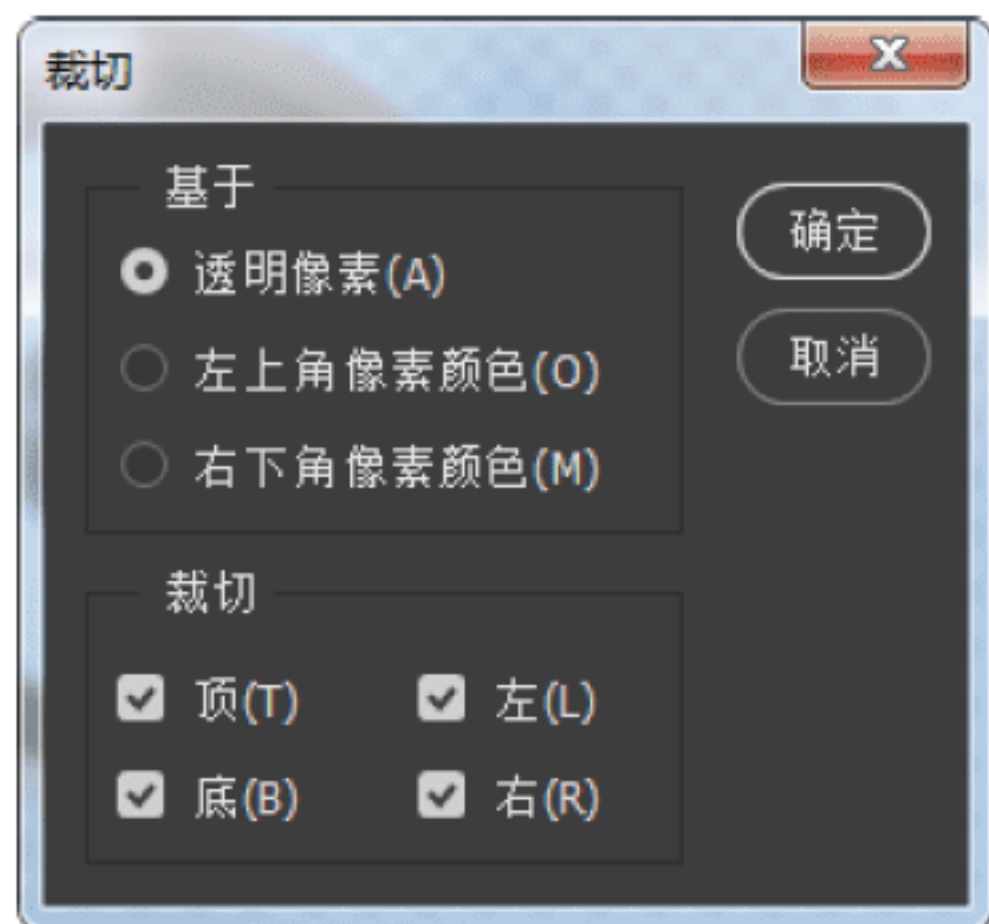 裁切
基于
透明像素(A)
左上角像素颜色(O)
右下角像素颜色(M)
确定
取消
裁切
顶(T) 左(L)
底(B) 右(R)